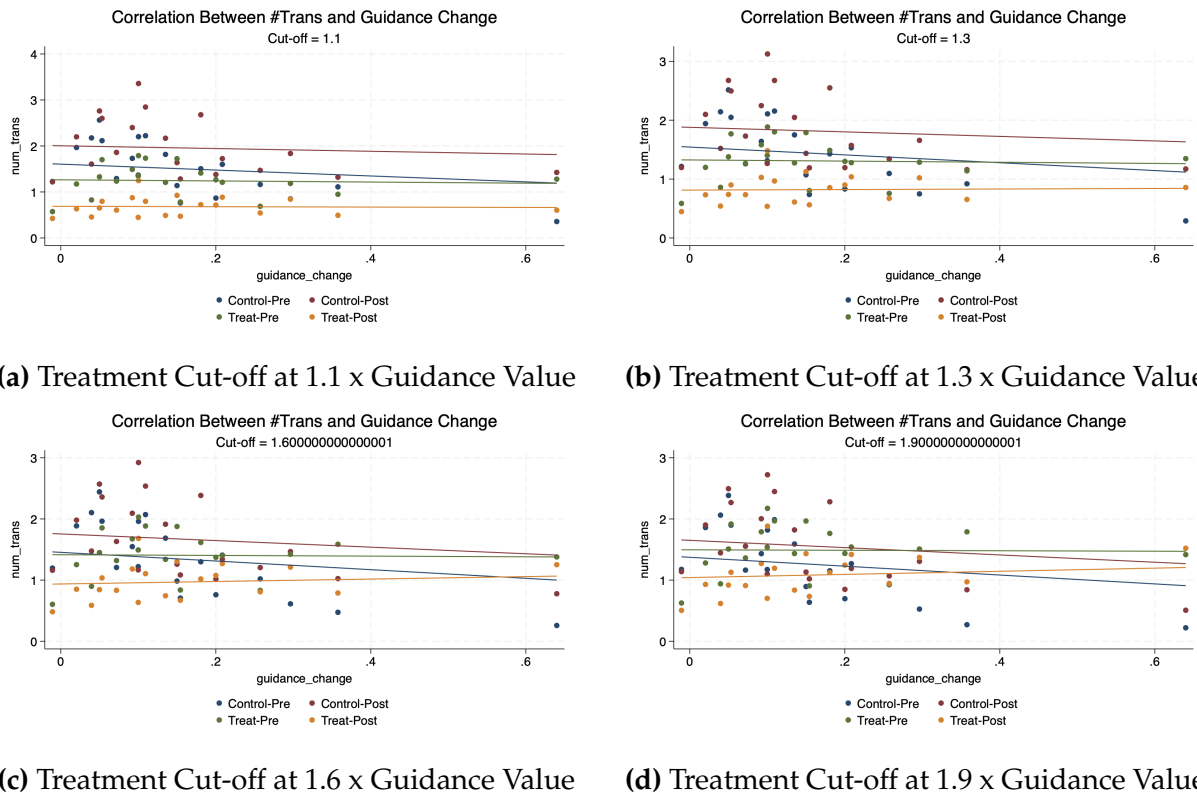 Correlation Between #Trans and Guidance Change
Cut-off = 1.1
num_trans
4
3
2
1
0
0
.2
.4
.6
guidance_change
Control-Pre Control-Post
Treat-Pre Treat-Post
(a) Treatment Cut-off at 1.1 x Guidance Value
Correlation Between #Trans and Guidance Change
Cut-off = 1.3
num_trans
3
2
1
0
0
.2
.4
.6
guidance_change
Control-Pre Control-Post
Treat-Pre Treat-Post
(b) Treatment Cut-off at 1.3 x Guidance Value
Correlation Between #Trans and Guidance Change
Cut-off = 1.600000000000001
num_trans
3
2
1
0
0
.2
.4
.6
guidance_change
Control-Pre Control-Post
Treat-Pre Treat-Post
(c) Treatment Cut-off at 1.6 x Guidance Value
Correlation Between #Trans and Guidance Change
Cut-off = 1.900000000000001
num_trans
3
2
1
0
0
.2
.4
.6
guidance_change
Control-Pre Control-Post
Treat-Pre Treat-Post
(d) Treatment Cut-off at 1.9 x Guidance Value